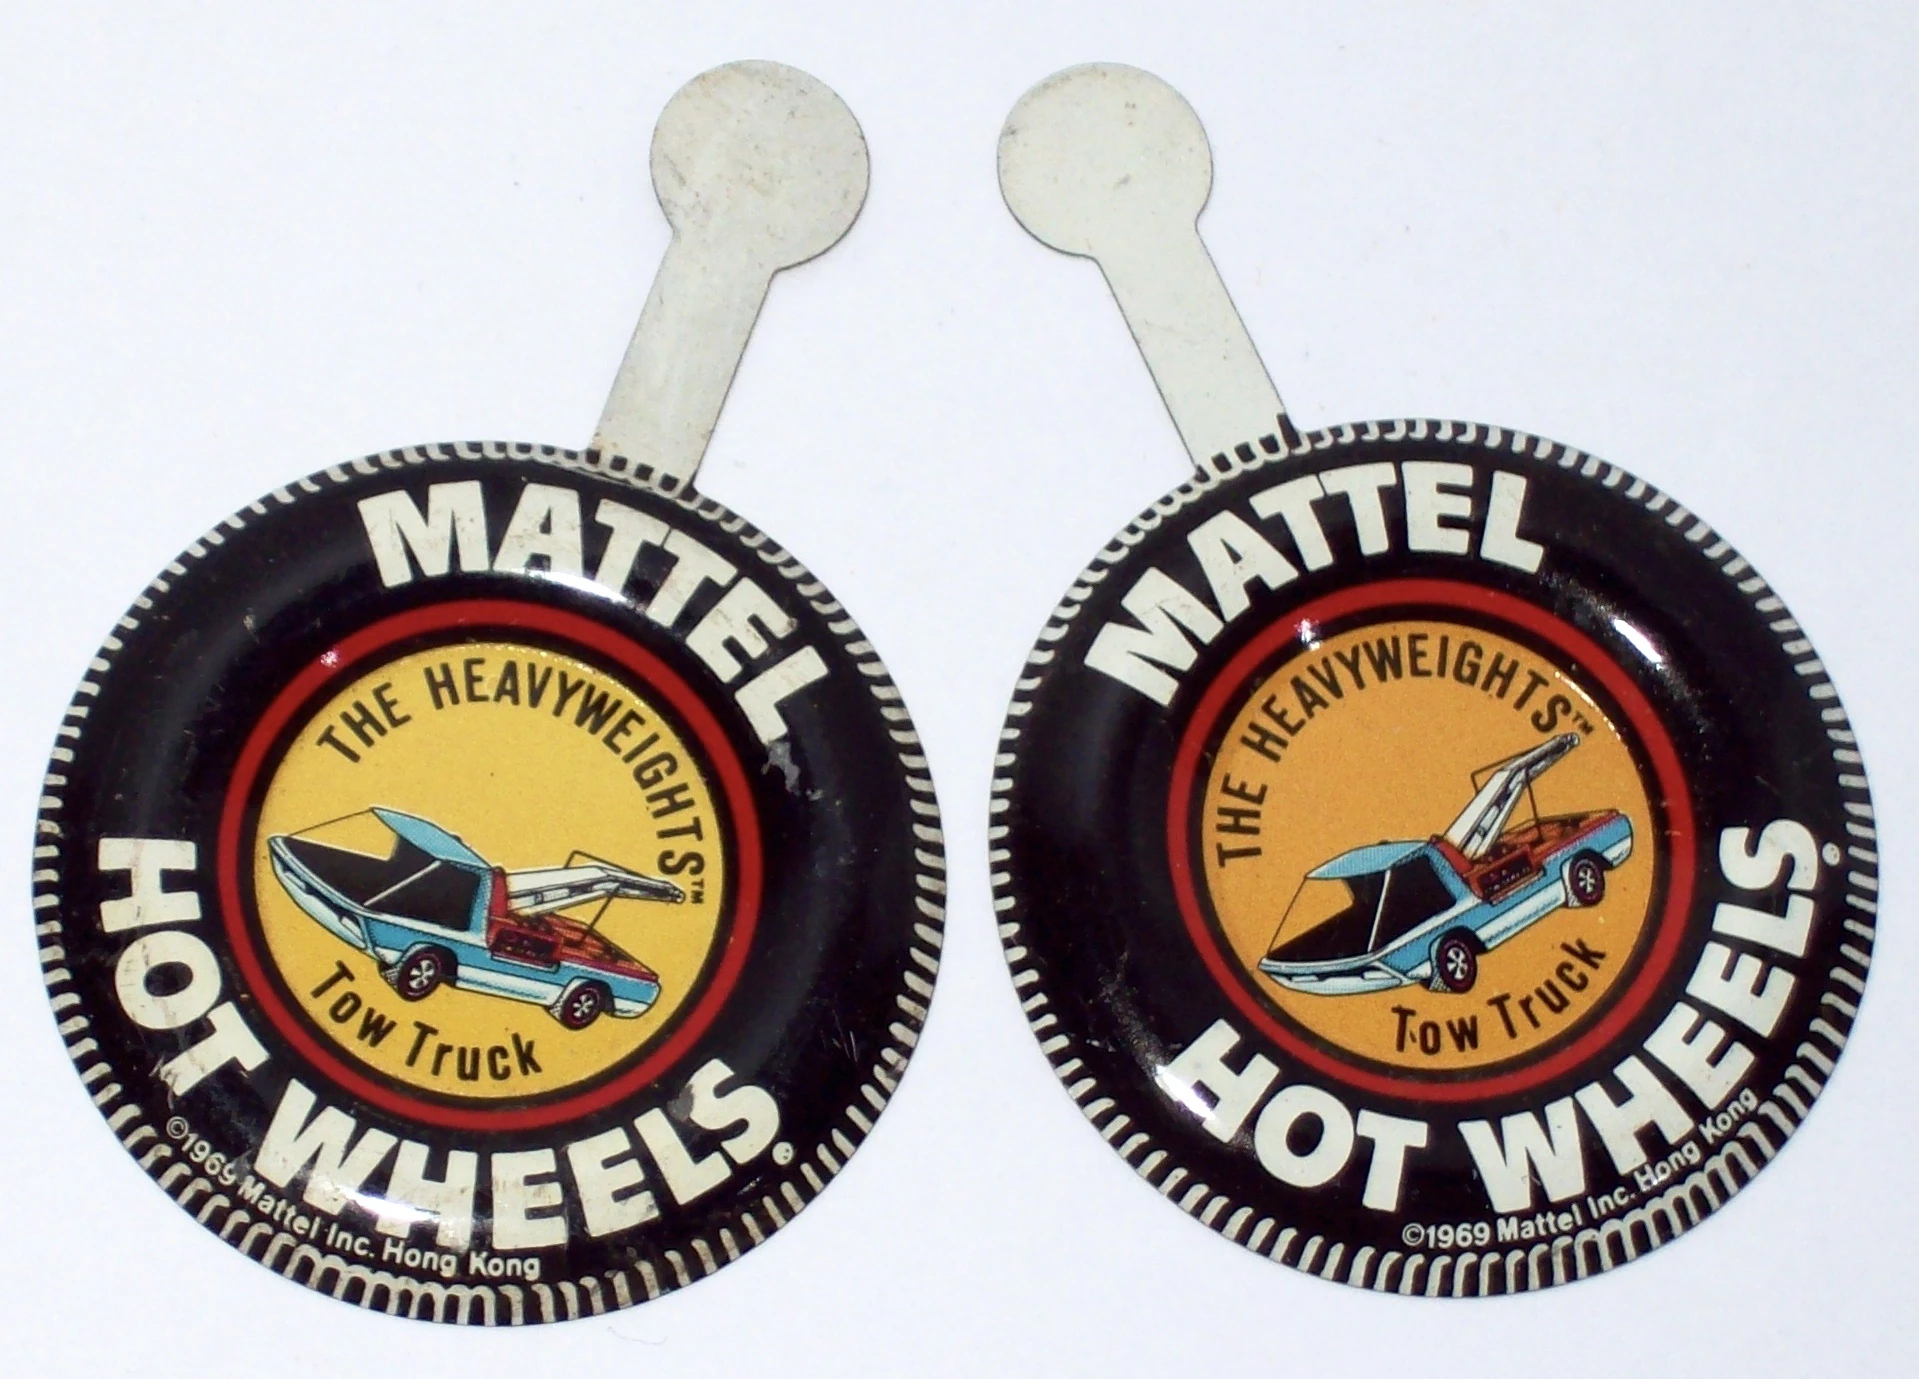 MATTEL
THE HEAVYWEIGHTS™
Tow Truck
HOT WHEELS®
©1969 Mattel Inc. Hong Kong
MATTEL
THE HEAVYWEIGHTS™
Tow Truck
HOT WHEELS®
©1969 Mattel Inc. Hong Kong